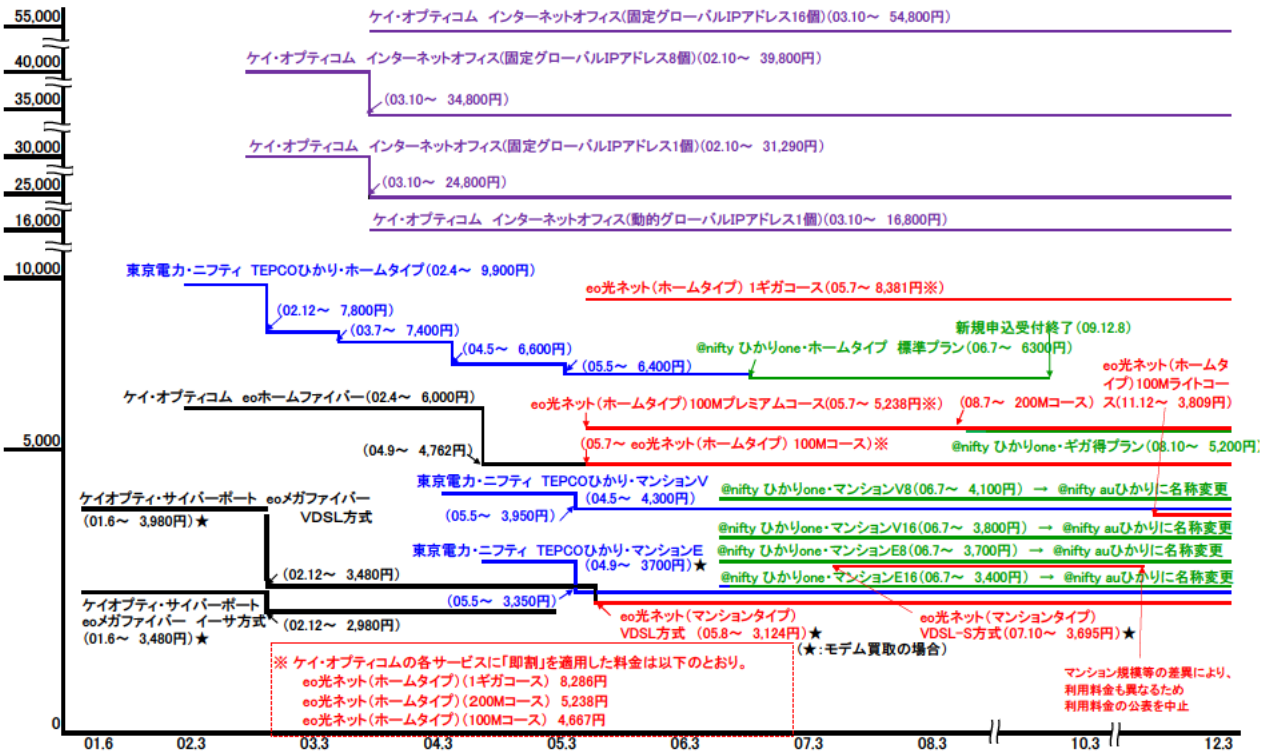 55,000
ケイ・オプティコム インターネットオフィス(固定グローバルIPアドレス16個)(03.10～ 54,800円)
40,000
ケイ・オプティコム インターネットオフィス(固定グローバルIPアドレス8個)(02.10～ 39,800円)
35,000
(03.10～ 34,800円)
30,000
ケイ・オプティコム インターネットオフィス(固定グローバルIPアドレス1個)(02.10～ 31,290円)
25,000
(03.10～ 24,800円)
16,000
ケイ・オプティコム インターネットオフィス(動的グローバルIPアドレス1個)(03.10～ 16,800円)
10,000
東京電力・ニフティ TEPCOひかり・ホームタイプ(02.4～ 9,900円)
eo光ネット(ホームタイプ) 1ギガコース(05.7～ 8,381円※)
(02.12～ 7,800円)
(03.7～ 7,400円)
(04.5～ 6,600円)
(05.5～ 6,400円)
新規申込受付終了(09.12.8)
@nifty ひかりone・ホームタイプ 標準プラン(06.7～ 6300円)
eo光ネット(ホームタ
イプ)100Mライトコー
ス(11.12～ 3,809円)
ケイ・オプティコム eoホームファイバー(02.4～ 6,000円)
eo光ネット(ホームタイプ)100Mプレミアムコース(05.7～ 5,238円※)
(08.7～ 200Mコース)
5,000
(04.9～ 4,762円)
(05.7～ eo光ネット(ホームタイプ) 100Mコース)※
@nifty ひかりone・ギガ得プラン(08.10～ 5,200円)
東京電力・ニフティ TEPCOひかり・マンションV
(04.5～ 4,300円)
(05.5～ 3,950円)
@nifty ひかりone・マンションV8(06.7～ 4,100円) → @nifty auひかりに名称変更
ケイオプティ・サイバーポート eoメガファイバー
VDSL方式
(01.6～ 3,980円)★
@nifty ひかりone・マンションV16(06.7～ 3,800円) → @nifty auひかりに名称変更
東京電力・ニフティ TEPCOひかり・マンションE
(04.9～ 3700円)★
@nifty ひかりone・マンションE8(06.7～ 3,700円) → @nifty auひかりに名称変更
(02.12～ 3,480円)
@nifty ひかりone・マンションE16(06.7～ 3,400円) → @nifty auひかりに名称変更
(05.5～ 3,350円)
ケイオプティ・サイバーポート
eoメガファイバー イーサ方式
(01.6～ 3,480円)★
(02.12～ 2,980円)
eo光ネット(マンションタイプ)
VDSL方式 (05.8～ 3,124円)★
eo光ネット(マンションタイプ)
VDSL-S方式(07.10～ 3,695円)★
(★:モデム買取の場合)
※ ケイ・オプティコムの各サービスに「即割」を適用した料金は以下のとおり。
eo光ネット(ホームタイプ)(1ギガコース) 8,286円
eo光ネット(ホームタイプ)(200Mコース) 5,238円
eo光ネット(ホームタイプ)(100Mコース) 4,667円
マンション規模等の差異により、
利用料金も異なるため
利用料金の公表を中止
0
01.6 02.3 03.3 04.3 05.3 06.3 07.3 08.3 10.3 12.3